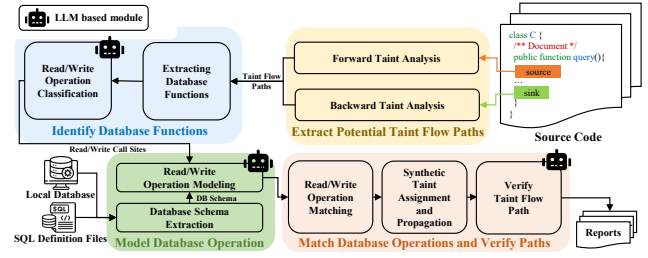 LLM based module
Read/Write
Operation
Classification
Extracting
Database
Functions
Identify Database Functions
Taint Flow
Paths
Forward Taint Analysis
Backward Taint Analysis
Extract Potential Taint Flow Paths
class C {
/** Document */
public function query(){
source
...
sink
}
}
Source Code
Read/Write Call Sites
Local Database
SQL
SQL Definition Files
Read/Write
Operation Modeling
DB Schema
Database Schema
Extraction
Model Database Operation
Read/Write
Operation
Matching
Synthetic
Taint
Assignment
and
Propagation
Verify
Taint Flow
Path
Match Database Operations and Verify Paths
Reports